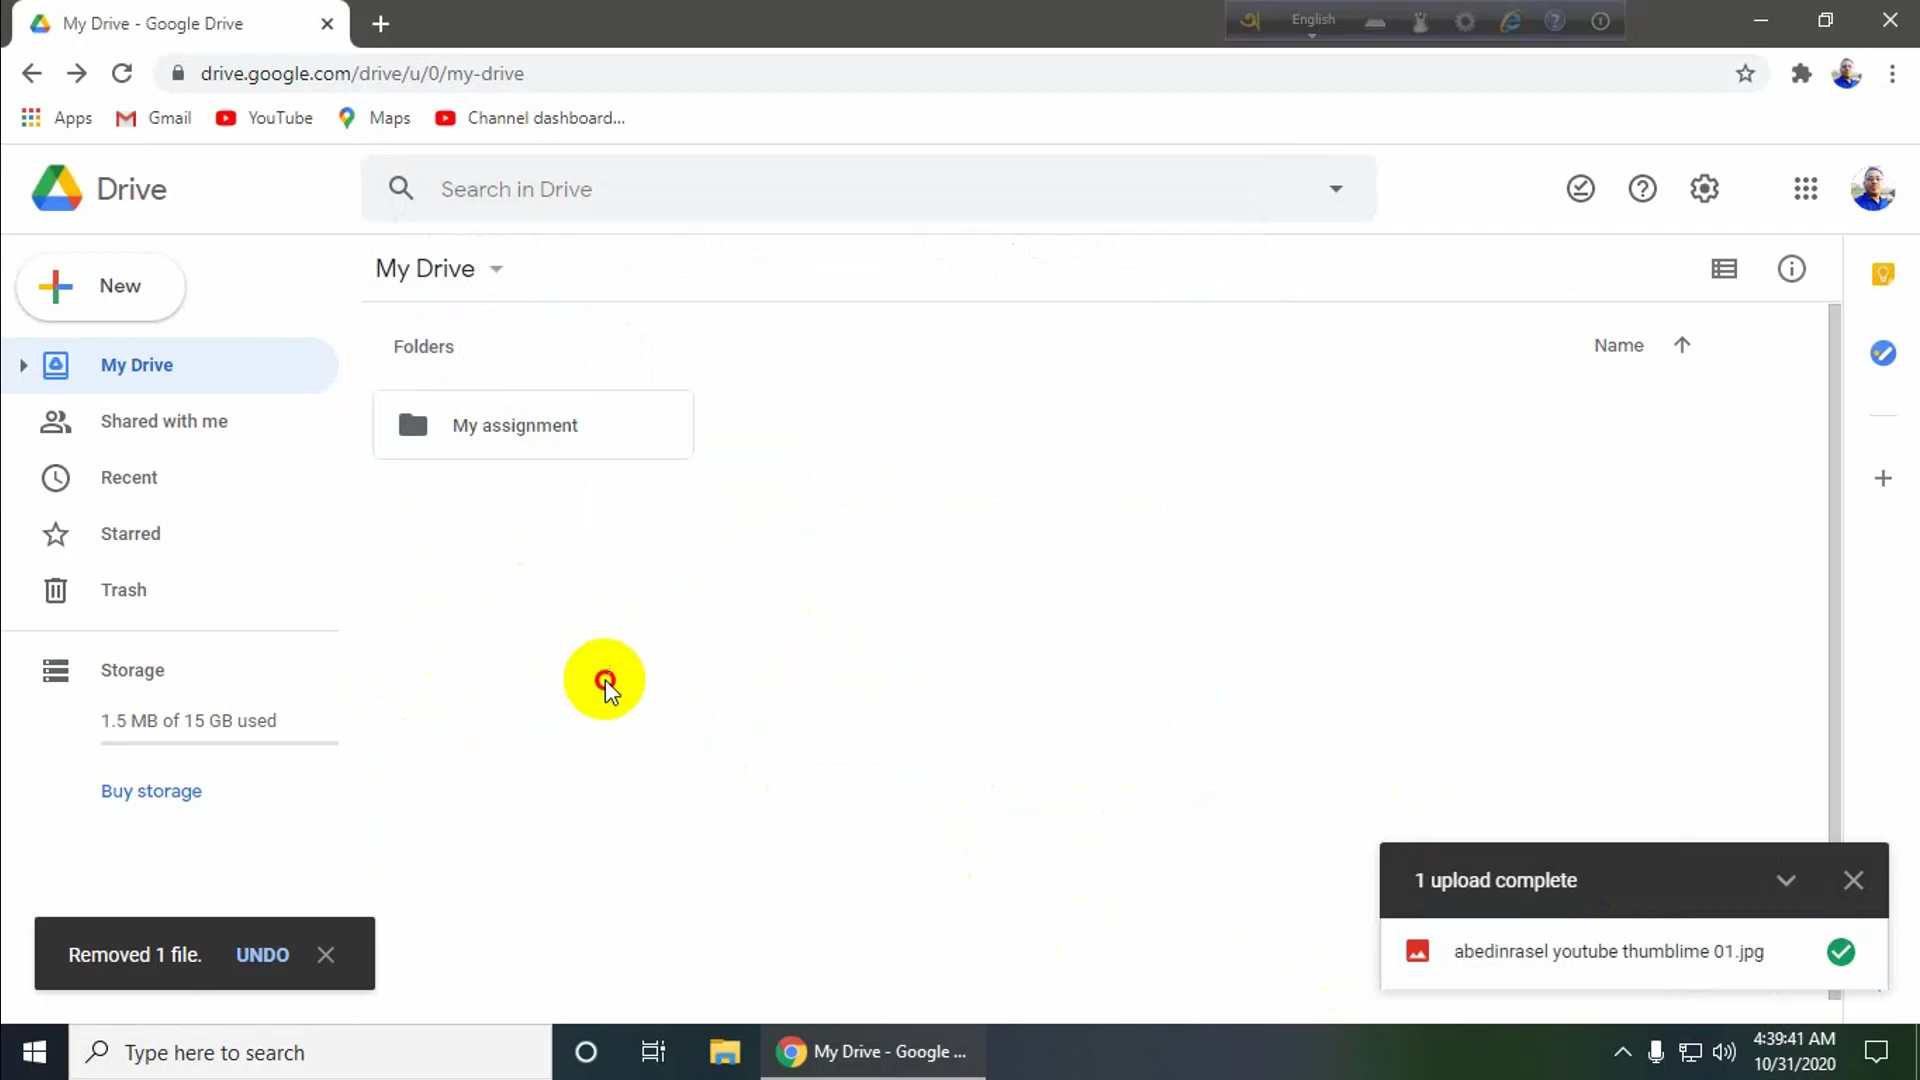 My Drive - Google Drive
English
drive.google.com/drive/u/0/my-drive
Apps Gmail YouTube Maps Channel dashboard...
Drive
Search in Drive
New
My Drive
Folders
Name
My Drive
My assignment
Shared with me
Recent
Starred
Trash
Storage
1.5 MB of 15 GB used
Buy storage
1 upload complete
abedinrasel youtube thumblime 01.jpg
Removed 1 file. UNDO
Type here to search
My Drive - Google ...
4:39:41 AM
10/31/2020